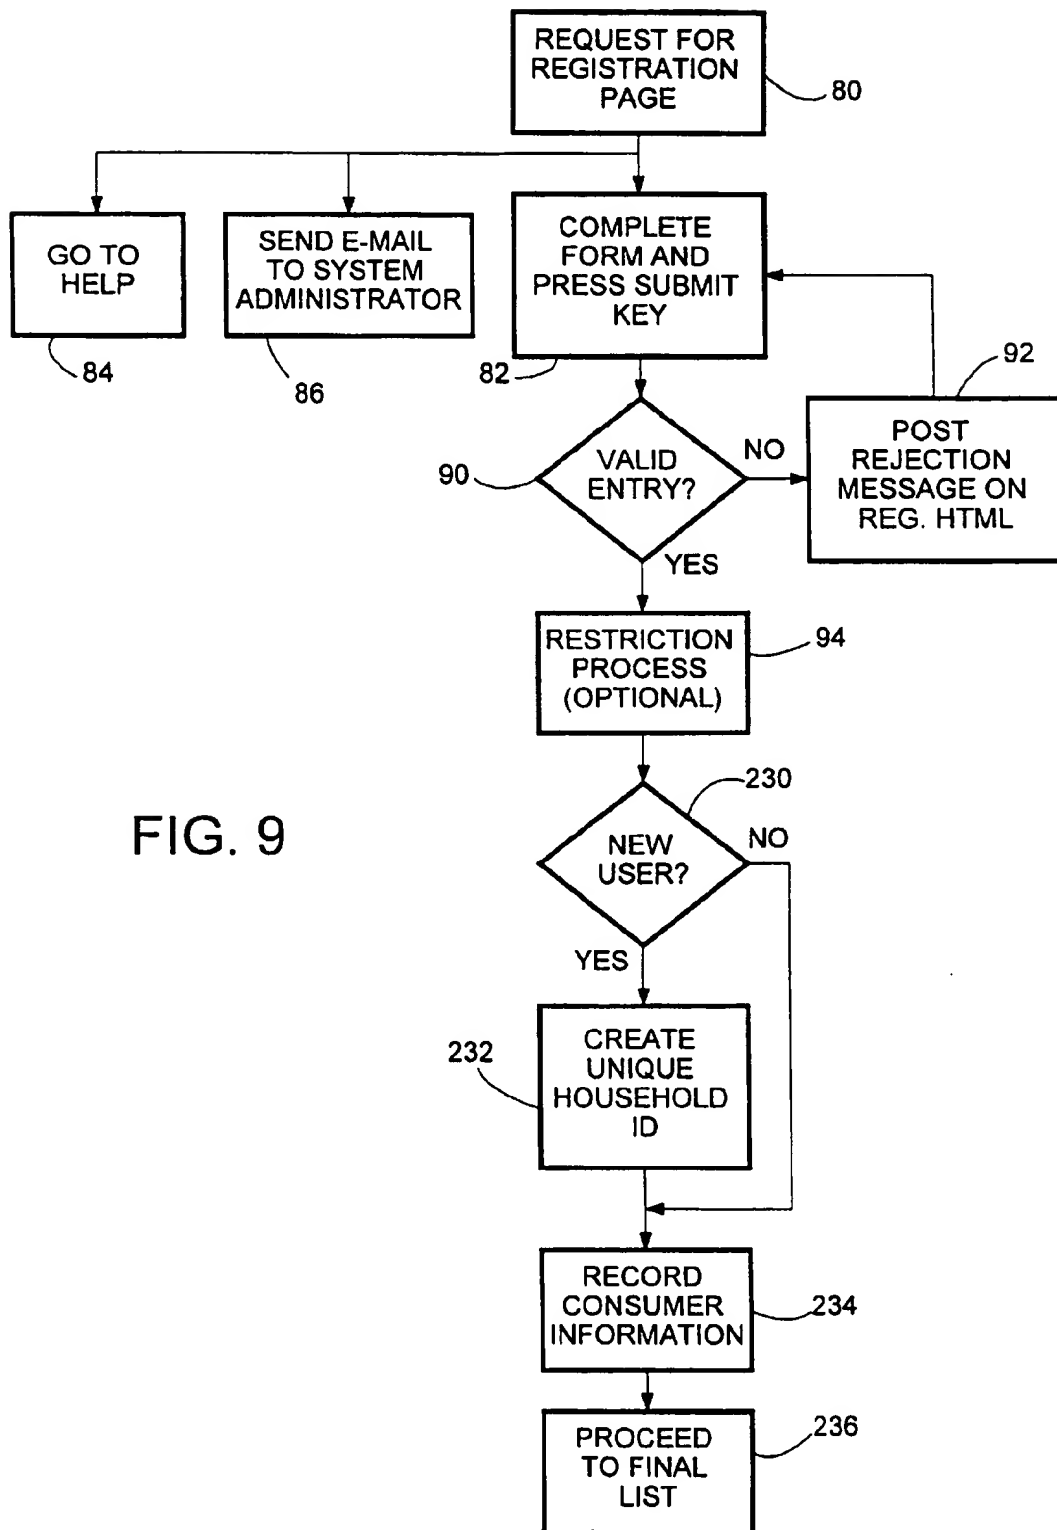 REQUEST FOR
REGISTRATION
PAGE
80
GO TO
HELP
84
SEND E-MAIL
TO SYSTEM
ADMINISTRATOR
86
COMPLETE
FORM AND
PRESS SUBMIT
KEY
82
92
POST
REJECTION
MESSAGE ON
REG. HTML
90
VALID
ENTRY?
NO
YES
RESTRICTION
PROCESS
(OPTIONAL)
94
230
NEW
USER?
NO
YES
FIG. 9
232
CREATE
UNIQUE
HOUSEHOLD
ID
RECORD
CONSUMER
INFORMATION
234
PROCEED
TO FINAL
LIST
236